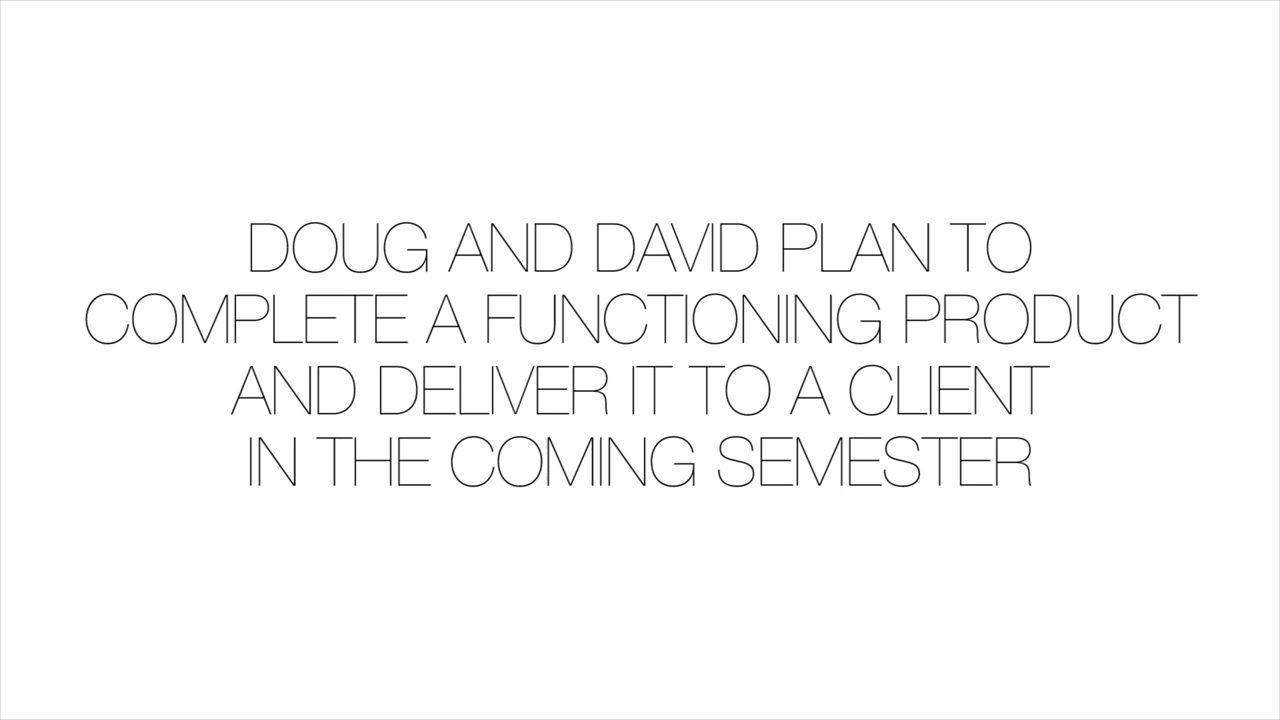 DOUG AND DAVID PLAN TO
COMPLETE A FUNCTIONING PRODUCT
AND DELIVER IT TO A CLIENT
IN THE COMING SEMESTER